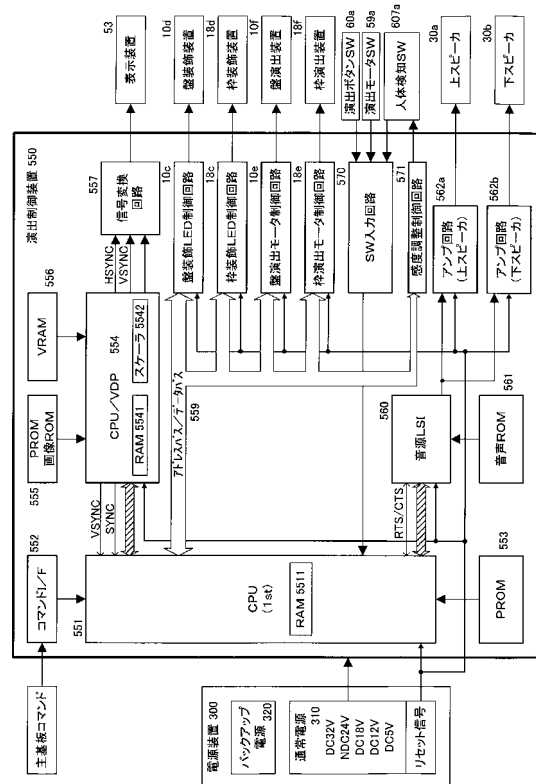 演出制御装置 550
主基板コマンド
コマンドI／F
552
PROM
画像ROM
555
VRAM
556
CPU／VDP
554
RAM 5541
スケーラ 5542
HSYNC
VSYNC
信号変換
回路
557
表示装置
53
VSYNC
SYNC
551
CPU
(1st)
RAM 5511
アドレスバス／データバス
559
盤装飾LED制御回路
10c
盤装飾装置
10d
枠装飾LED制御回路
18c
枠装飾装置
18d
盤演出モータ制御回路
10e
盤演出装置
10f
枠演出モータ制御回路
18e
枠演出装置
18f
SW入力回路
570
演出ボタンSW
60a
演出モータSW
59a
人体検知SW
607a
感度調整制御回路
571
アンプ回路
(上スピーカ)
562a
上スピーカ
30a
アンプ回路
(下スピーカ)
562b
下スピーカ
30b
RTS/CTS
音源LSI
560
音声ROM
561
PROM
553
電源装置 300
バックアップ
電源 320
通常電源
310
DC32V
NDC24V
DC18V
DC12V
DC5V
リセット信号